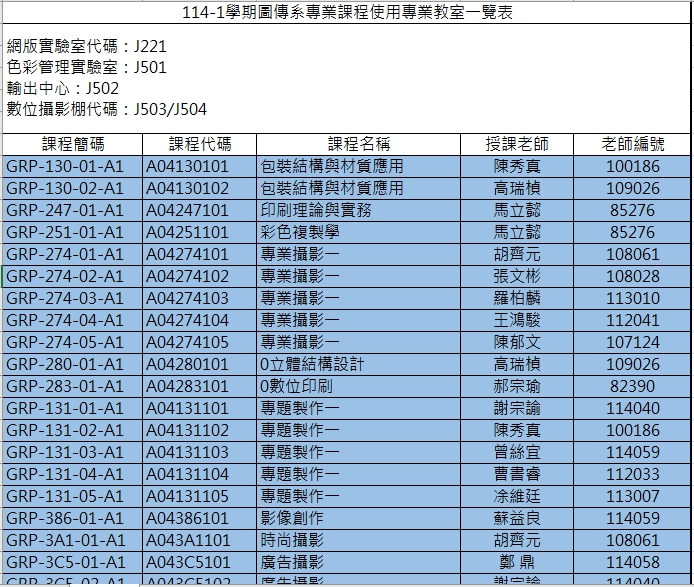 114-1學期圖傳系專業課程使用專業教室一覽表
網版實驗室代碼：J221
色彩管理實驗室：J501
輸出中心：J502
數位攝影棚代碼：J503/J504
課程簡碼 課程代碼 課程名稱 授課老師 老師編號
GRP-130-01-A1 A04130101 包裝結構與材質應用 陳秀真 100186
GRP-130-02-A1 A04130102 包裝結構與材質應用 高瑞楨 109026
GRP-247-01-A1 A04247101 印刷理論與實務 馬立懿 85276
GRP-251-01-A1 A04251101 彩色複製學 馬立懿 85276
GRP-274-01-A1 A04274101 專業攝影一 胡齊元 108061
GRP-274-02-A1 A04274102 專業攝影一 張文彬 108028
GRP-274-03-A1 A04274103 專業攝影一 羅柏麟 113010
GRP-274-04-A1 A04274104 專業攝影一 王鴻駿 112041
GRP-274-05-A1 A04274105 專業攝影一 陳郁文 107124
GRP-280-01-A1 A04280101 0立體結構設計 高瑞楨 109026
GRP-283-01-A1 A04283101 0數位印刷 郝宗瑜 82390
GRP-131-01-A1 A04131101 專題製作一 謝宗諭 114040
GRP-131-02-A1 A04131102 專題製作一 陳秀真 100186
GRP-131-03-A1 A04131103 專題製作一 曾絲宜 114059
GRP-131-04-A1 A04131104 專題製作一 曹書睿 112033
GRP-131-05-A1 A04131105 專題製作一 凃維廷 113007
GRP-386-01-A1 A04386101 影像創作 蘇益良 114059
GRP-3A1-01-A1 A043A1101 時尚攝影 胡齊元 108061
GRP-3C5-01-A1 A043C5101 廣告攝影 鄭 鼎 114058
GRP-3C5-02-A1 A043C5102 廣告攝影 謝宗諭 114040